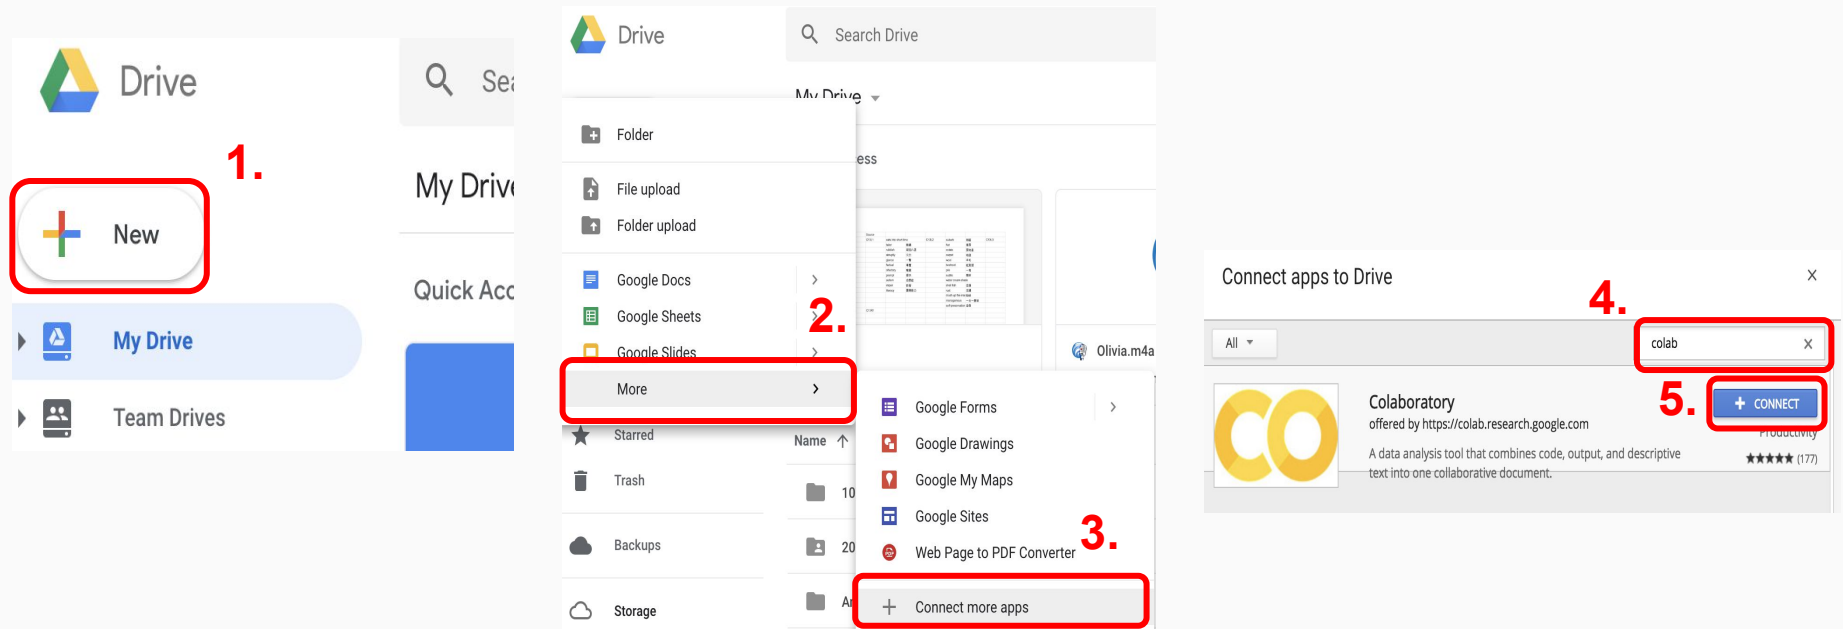 Drive
Sea
1.
New
My Drive
Quick Acc
My Drive
Team Drives
Drive
Search Drive
My Drive
Folder
ess
File upload
Folder upload
Google Docs
Google Sheets
2.
Google Slides
Olivia.m4a
More
Google Forms
Starred
Name
Google Drawings
Trash
Google My Maps
10
Google Sites
3.
Backups
20
Web Page to PDF Converter
Storage
Connect more apps
Connect apps to Drive
4.
All
colab
5.
Colaboratory
+ CONNECT
offered by https://colab.research.google.com
Productivity
A data analysis tool that combines code, output, and descriptive
text into one collaborative document.
(177)